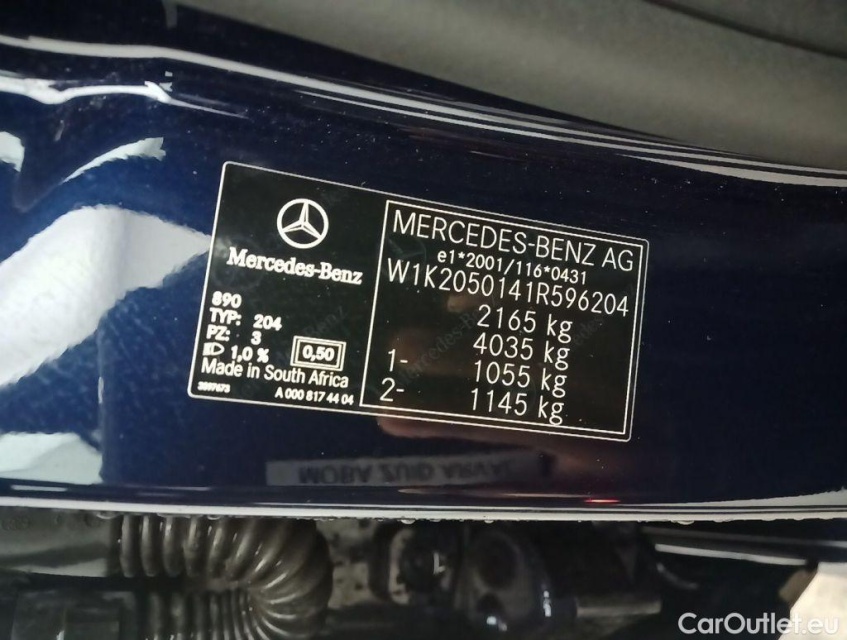 Mercedes-Benz
890
TYP: 204
PZ: 3
1,0 % 0,50
Made in South Africa
A 000 817 44 04
MERCEDES-BENZ AG
e1*2001/116*0431
W1K2050141R596204
2165 kg
4035 kg
1- 1055 kg
2- 1145 kg
CarOutlet.eu